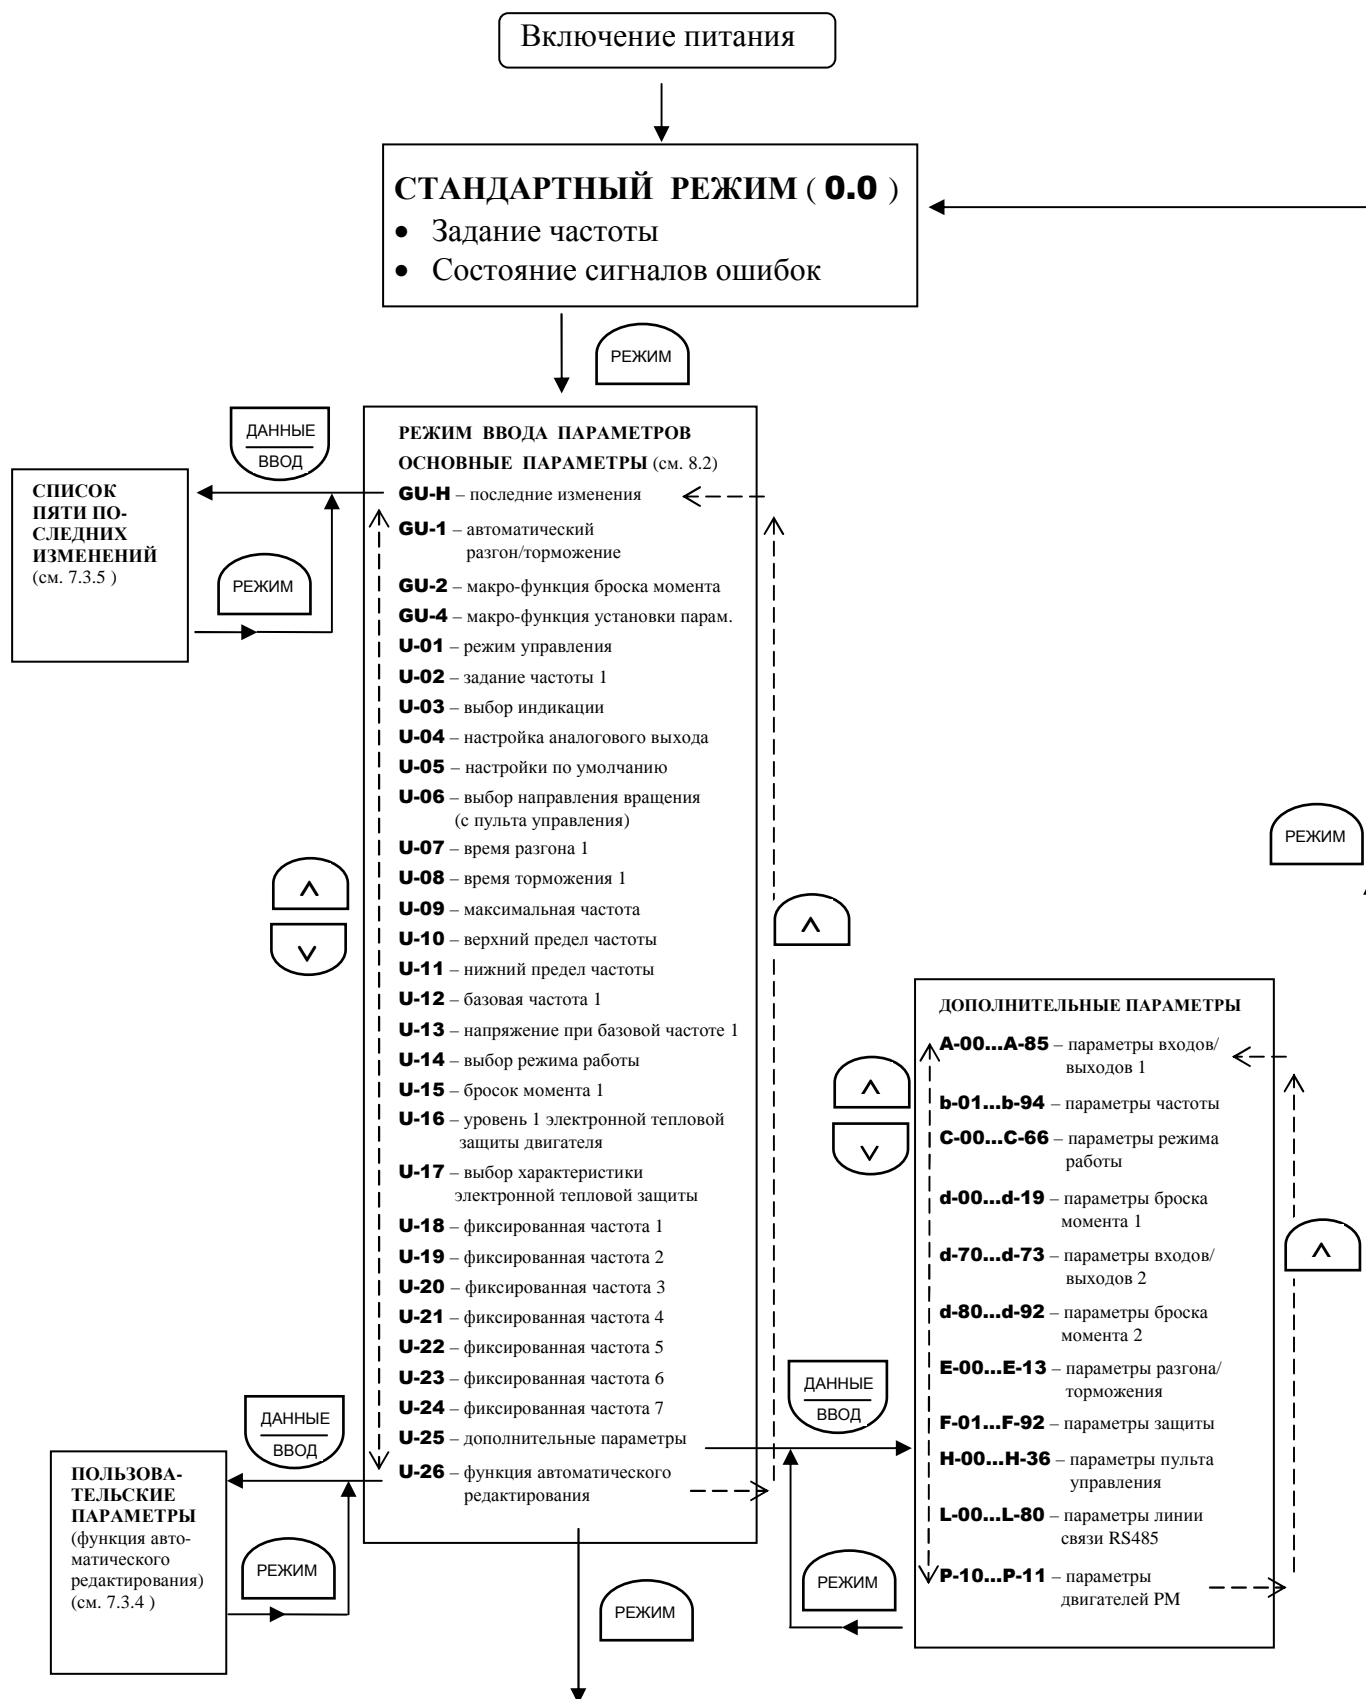 Включение питания
СТАНДАРТНЫЙ РЕЖИМ ( 0.0 )
• Задание частоты
• Состояние сигналов ошибок
РЕЖИМ
ДАННЫЕ
ВВОД
СПИСОК
ПЯТИ ПО-
СЛЕДНИХ
ИЗМЕНЕНИЙ
(см. 7.3.5 )
РЕЖИМ
РЕЖИМ ВВОДА ПАРАМЕТРОВ
ОСНОВНЫЕ ПАРАМЕТРЫ (см. 8.2)
GU-H – последние изменения
GU-1 – автоматический
разгон/торможение
GU-2 – макро-функция броска момента
GU-4 – макро-функция установки парам.
U-01 – режим управления
U-02 – задание частоты 1
U-03 – выбор индикации
U-04 – настройка аналогового выхода
U-05 – настройки по умолчанию
U-06 – выбор направления вращения
(с пульта управления)
U-07 – время разгона 1
U-08 – время торможения 1
U-09 – максимальная частота
U-10 – верхний предел частоты
U-11 – нижний предел частоты
U-12 – базовая частота 1
U-13 – напряжение при базовой частоте 1
U-14 – выбор режима работы
U-15 – бросок момента 1
U-16 – уровень 1 электронной тепловой
защиты двигателя
U-17 – выбор характеристики
электронной тепловой защиты
U-18 – фиксированная частота 1
U-19 – фиксированная частота 2
U-20 – фиксированная частота 3
U-21 – фиксированная частота 4
U-22 – фиксированная частота 5
U-23 – фиксированная частота 6
U-24 – фиксированная частота 7
U-25 – дополнительные параметры
U-26 – функция автоматического
редактирования
^
v
^
ДАННЫЕ
ВВОД
ПОЛЬЗОВА-
ТЕЛЬСКИЕ
ПАРАМЕТРЫ
(функция авто-
матического
редактирования)
(см. 7.3.4 )
РЕЖИМ
РЕЖИМ
ДАННЫЕ
ВВОД
РЕЖИМ
РЕЖИМ
^
v
ДОПОЛНИТЕЛЬНЫЕ ПАРАМЕТРЫ
A-00...A-85 – параметры входов/
выходов 1
b-01...b-94 – параметры частоты
C-00...C-66 – параметры режима
работы
d-00...d-19 – параметры броска
момента 1
d-70...d-73 – параметры входов/
выходов 2
d-80...d-92 – параметры броска
момента 2
E-00...E-13 – параметры разгона/
торможения
F-01...F-92 – параметры защиты
H-00...H-36 – параметры пульта
управления
L-00...L-80 – параметры линии
связи RS485
P-10...P-11 – параметры
двигателей PM
^